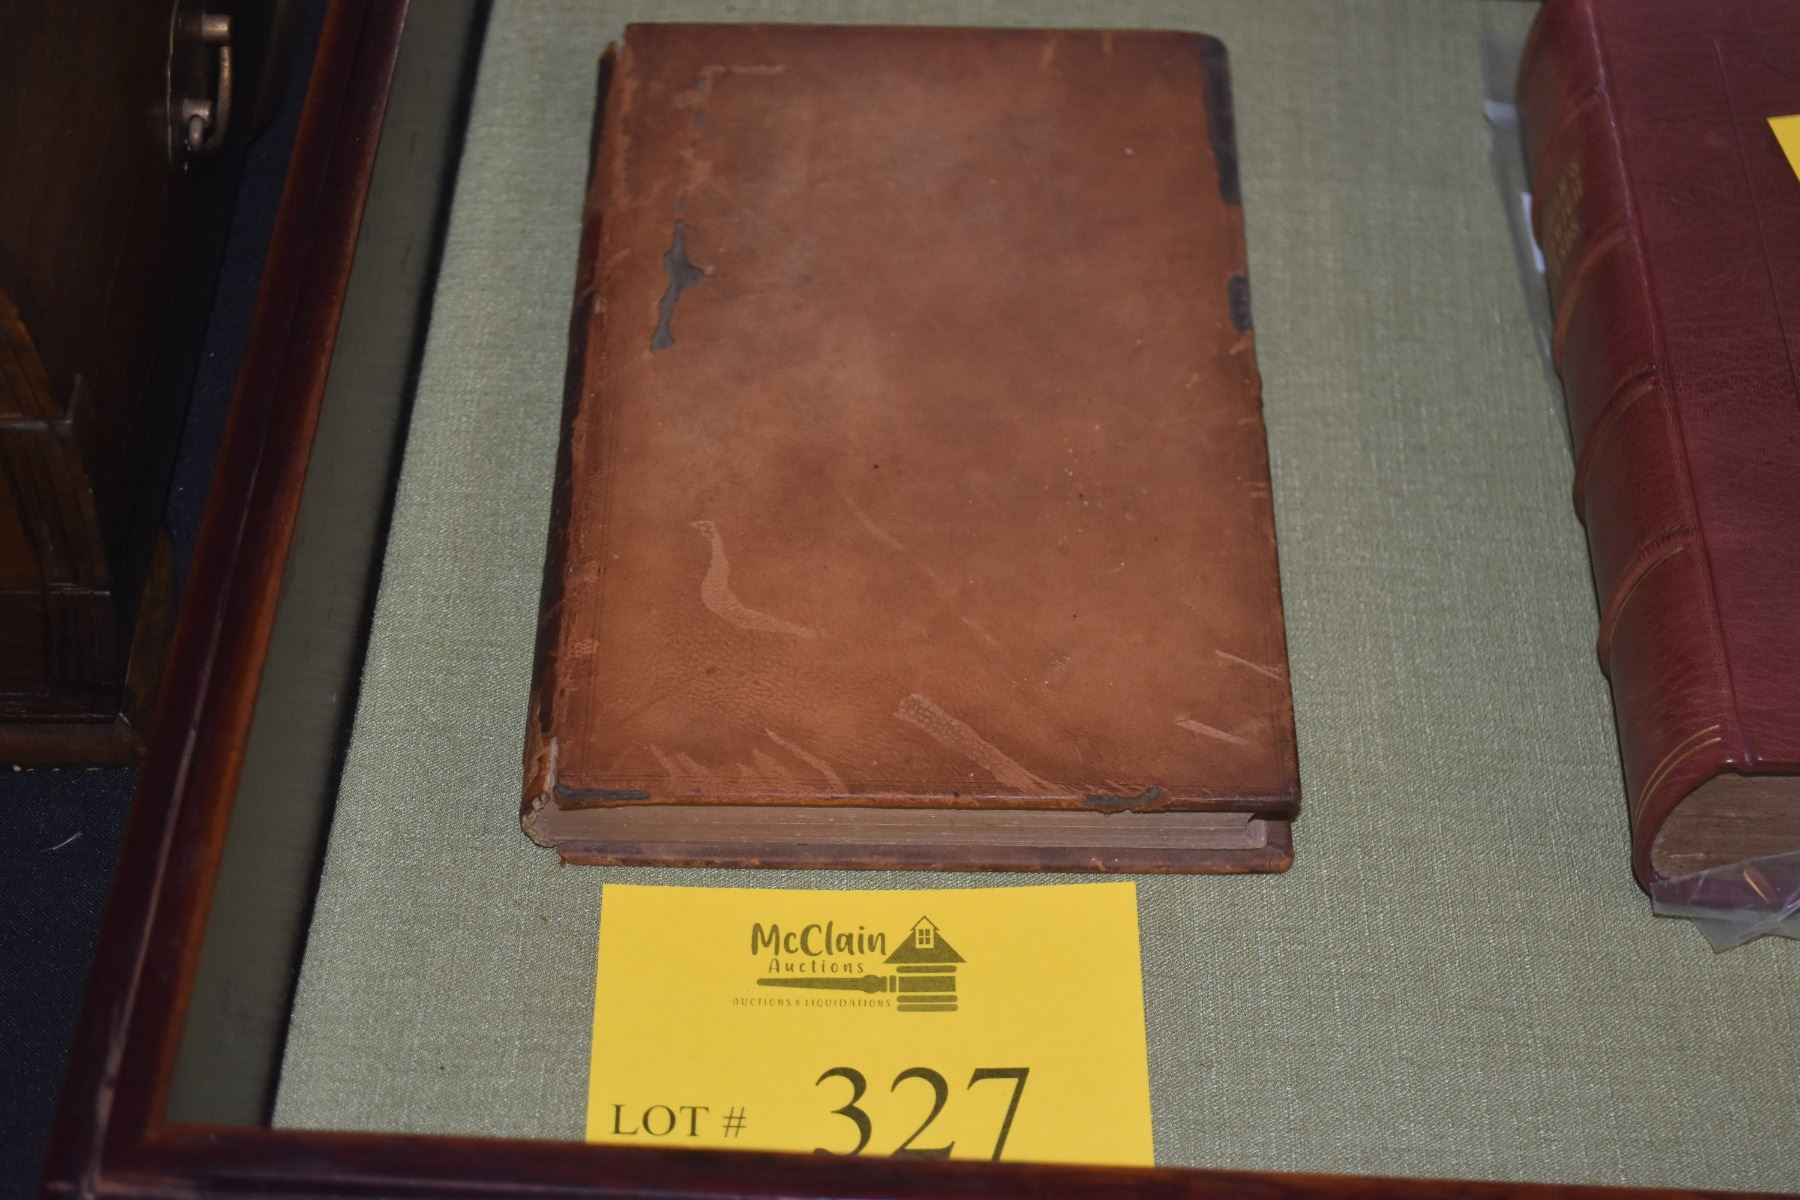 McClain
Auctions
AUCTIONS & LIQUIDATIONS
LOT # 327